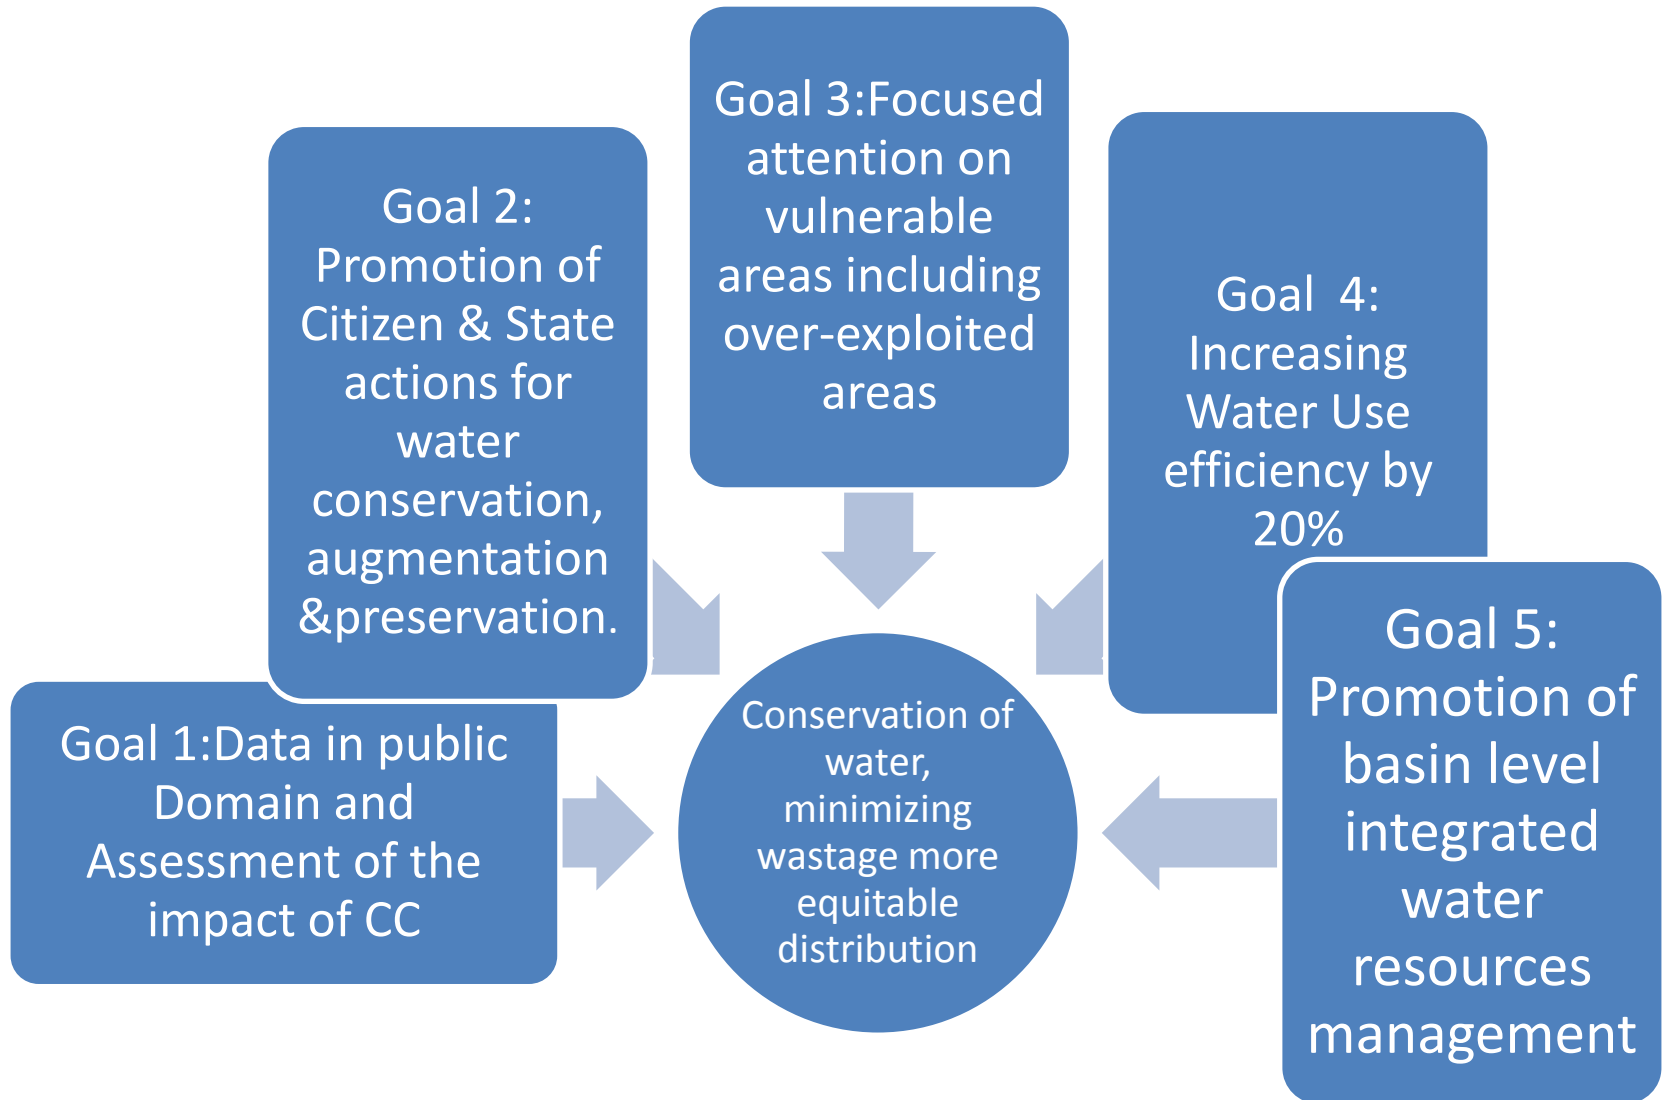 Goal 1:Data in public
Domain and
Assessment of the
impact of CC
Goal 2:
Promotion of
Citizen & State
actions for
water
conservation,
augmentation
&preservation.
Goal 3:Focused
attention on
vulnerable
areas including
over-exploited
areas
Goal  4:
Increasing
Water Use
efficiency by
20%
Goal 5:
Promotion of
basin level
integrated
water
resources
management
Conservation of
water,
minimizing
wastage more
equitable
distribution